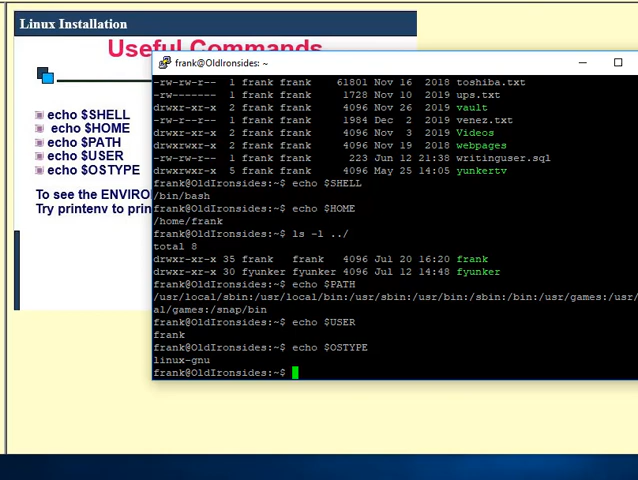 Linux Installation
Useful Commands
echo $SHELL
echo $HOME
echo $PATH
echo $USER
echo $OSTYPE
To see the ENVIRO
Try printenv to prin
frank@OldIronsides: ~
-rw-rw-r-- 1 frank frank 61801 Nov 16 2018 toshiba.txt
-rw------- 1 frank frank 1728 Nov 10 2019 ups.txt
drwxr-xr-x 2 frank frank 4096 Nov 26 2019 vault
-rw-rw-r-- 1 frank frank 1984 Dec 2 2019 venez.txt
drwxr-xr-x 2 frank frank 4096 Nov 3 2019 Videos
drwxrwxr-x 2 frank frank 4096 Nov 19 2018 webpages
-rw-rw-r-- 1 frank frank 223 Jun 12 21:38 writinguser.sql
drwxrwxr-x 5 frank frank 4096 May 25 14:05 yunkertv
frank@OldIronsides:~$ echo $SHELL
/bin/bash
frank@OldIronsides:~$ echo $HOME
/home/frank
frank@OldIronsides:~$ ls -l ../
total 8
drwxr-xr-x 35 frank frank 4096 Jul 20 16:20 frank
drwxr-xr-x 30 fyunker fyunker 4096 Jul 12 14:48 fyunker
frank@OldIronsides:~$ echo $PATH
/usr/local/sbin:/usr/local/bin:/usr/sbin:/usr/bin:/sbin:/bin:/usr/games:/usr/
al/games:/snap/bin
frank@OldIronsides:~$ echo $USER
frank
frank@OldIronsides:~$ echo $OSTYPE
linux-gnu
frank@OldIronsides:~$